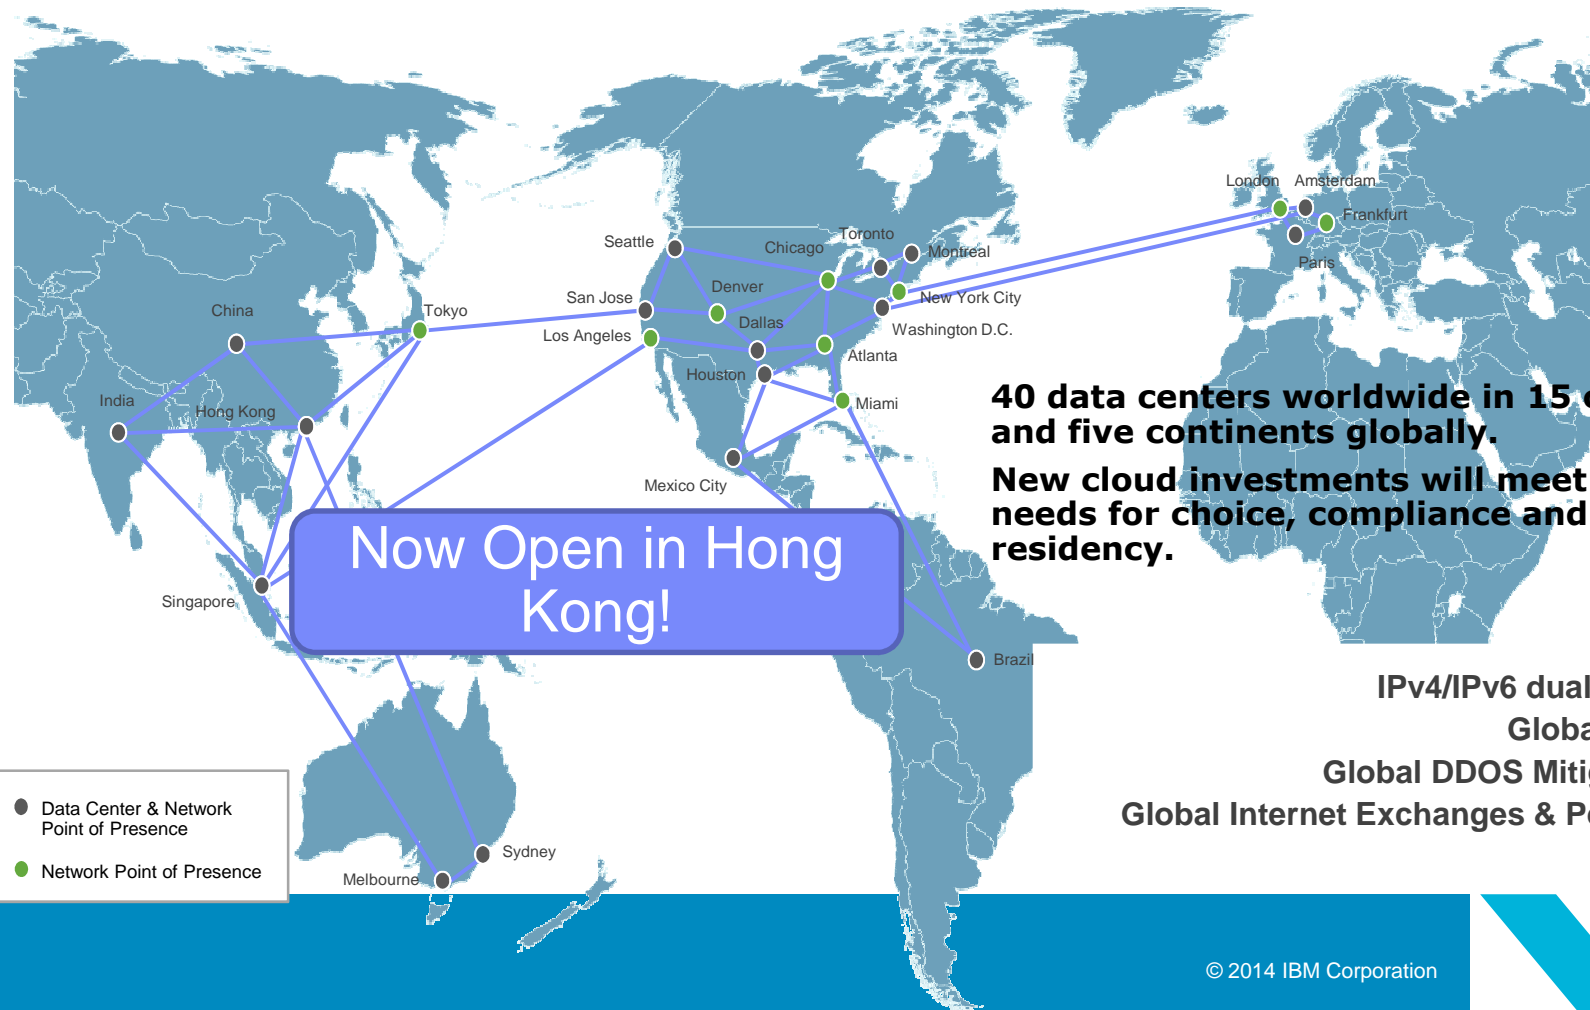 London Amsterdam
Frankfurt
Paris
Seattle
Chicago
Toronto
Montreal
San Jose
Denver
New York City
Los Angeles
Dallas
Washington D.C.
Houston
Atlanta
Miami
China
Tokyo
India
Hong Kong
Mexico City
Singapore
Brazil
Sydney
Melbourne
40 data centers worldwide in 15
and five continents globally.
New cloud investments will meet
needs for choice, compliance and
residency.
Now Open in Hong
Kong!
IPv4/IPv6 dual
Global DDOS
Global Internet Exchanges &
Data Center & Network
Point of Presence
Network Point of Presence
© 2014 IBM Corporation